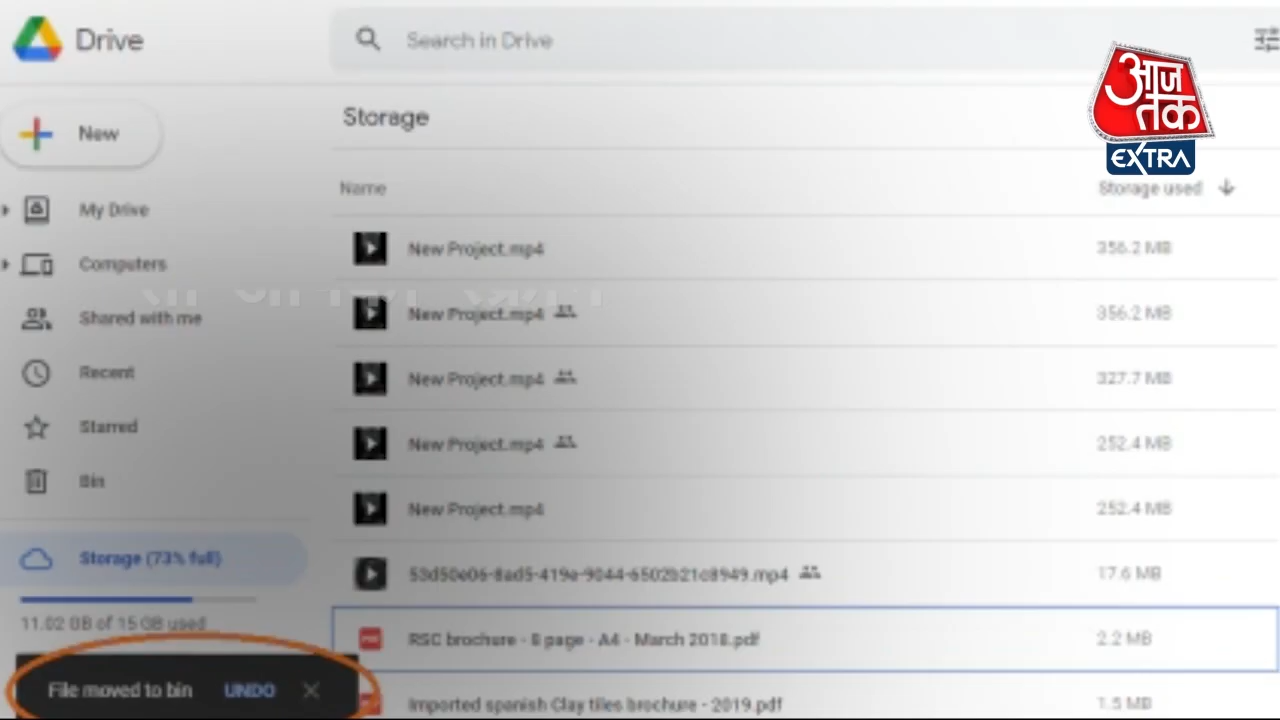 Drive
Search in Drive
आज तक
EXTRA
New
Storage
Name
Storage used
My Drive
Computers
Shared with me
Recent
Starred
Bin
Storage (73% full)
11.02 GB of 15 GB used
File moved to bin UNDO
New Project.mp4 356.2 MB
New Project.mp4 356.2 MB
New Project.mp4 327.7 MB
New Project.mp4 252.4 MB
New Project.mp4 252.4 MB
53d50e06-8ad5-419e-9044-6502b21c8949.mp4 17.6 MB
RSC brochure - 8 page - A4 - March 2018.pdf 2.2 MB
Imported spanish Clay tiles brochure - 2019.pdf 1.5 MB